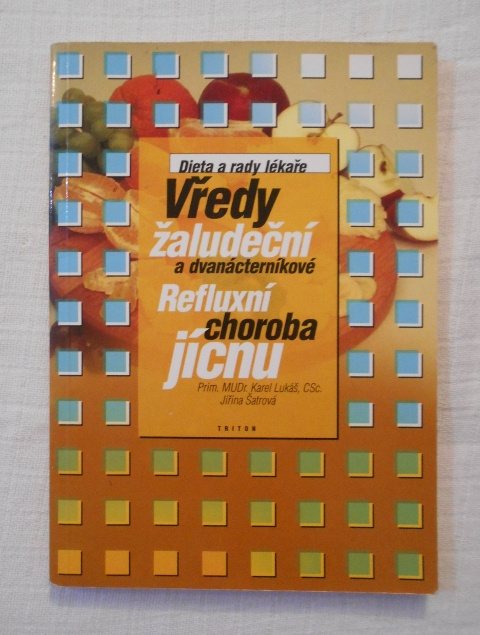 Dieta a rady lékaře
Vředy
žaludeční
a dvanácterníkové
Refluxní
choroba
jícnu
Prim. MUDr. Karel Lukáš, CSc.
Jiřina Šatrová
TRITON